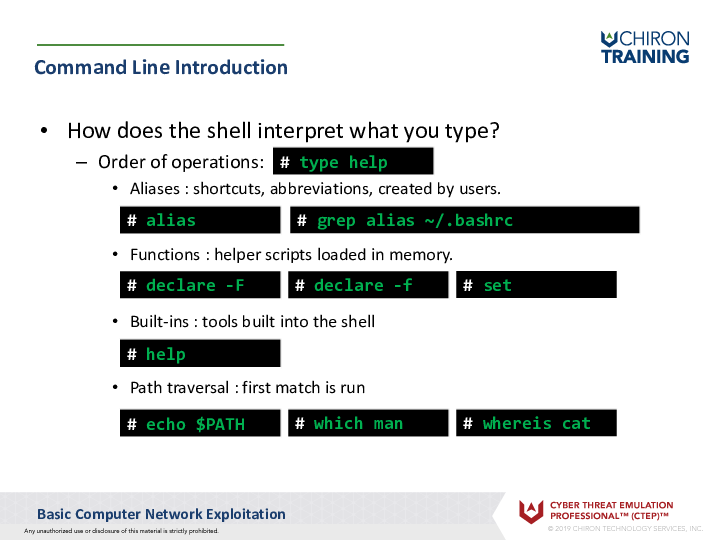 CHIRON
TRAINING
Command Line Introduction
• How does the shell interpret what you type?
– Order of operations: # type help
• Aliases : shortcuts, abbreviations, created by users.
# alias # grep alias ~/.bashrc
• Functions : helper scripts loaded in memory.
# declare -F # declare -f # set
• Built-ins : tools built into the shell
# help
• Path traversal : first match is run
# echo $PATH # which man # whereis cat
Basic Computer Network Exploitation
CYBER THREAT EMULATION
PROFESSIONAL™ (CTEP)™
Any unauthorized use or disclosure of this material is strictly prohibited.
© 2019 CHIRON TECHNOLOGY SERVICES, INC.